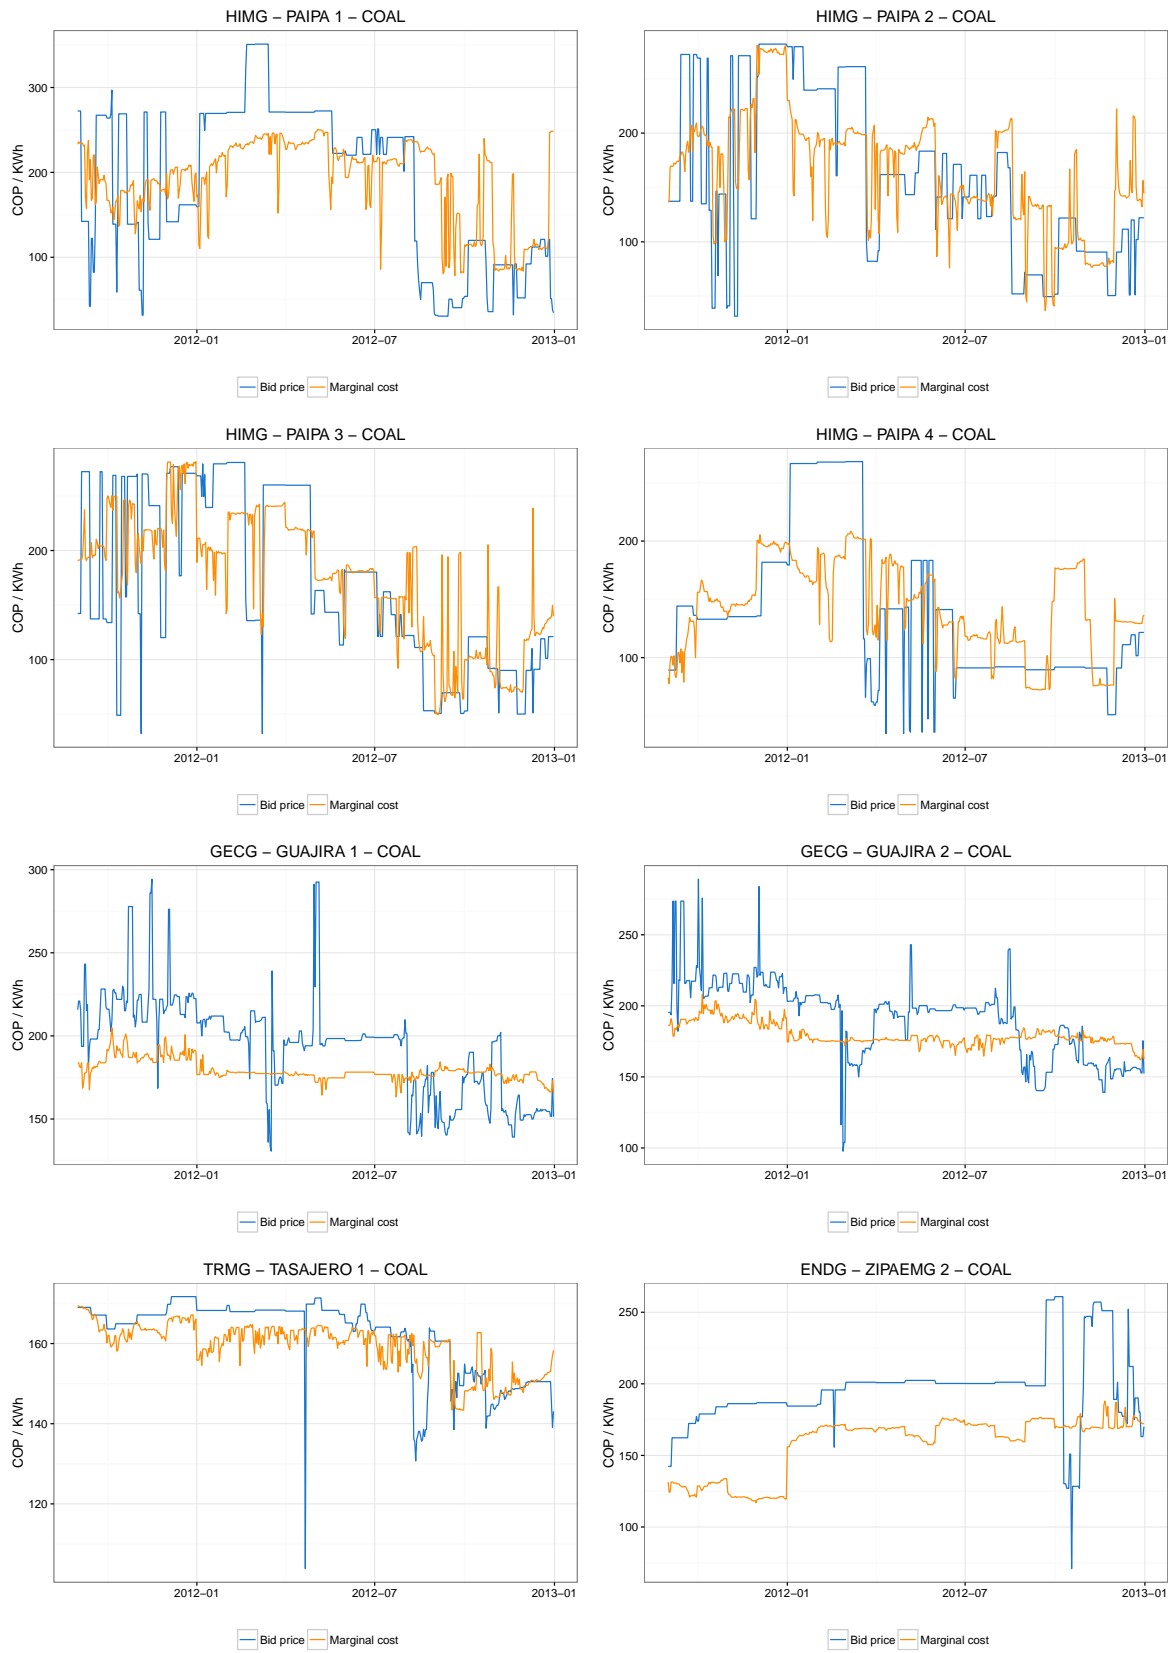 HIMG – PAIPA 1 – COAL
COP / KWh
300
200
100
2012–01 2012–07 2013–01
Bid price Marginal cost
HIMG – PAIPA 2 – COAL
COP / KWh
200
100
2012–01 2012–07 2013–01
Bid price Marginal cost
HIMG – PAIPA 3 – COAL
COP / KWh
200
100
2012–01 2012–07 2013–01
Bid price Marginal cost
HIMG – PAIPA 4 – COAL
COP / KWh
200
100
2012–01 2012–07 2013–01
Bid price Marginal cost
GECG – GUAJIRA 1 – COAL
COP / KWh
300
250
200
150
2012–01 2012–07 2013–01
Bid price Marginal cost
GECG – GUAJIRA 2 – COAL
COP / KWh
250
200
150
100
2012–01 2012–07 2013–01
Bid price Marginal cost
TRMG – TASAJERO 1 – COAL
COP / KWh
160
140
120
2012–01 2012–07 2013–01
Bid price Marginal cost
ENDG – ZIPAEMG 2 – COAL
COP / KWh
250
200
150
100
2012–01 2012–07 2013–01
Bid price Marginal cost